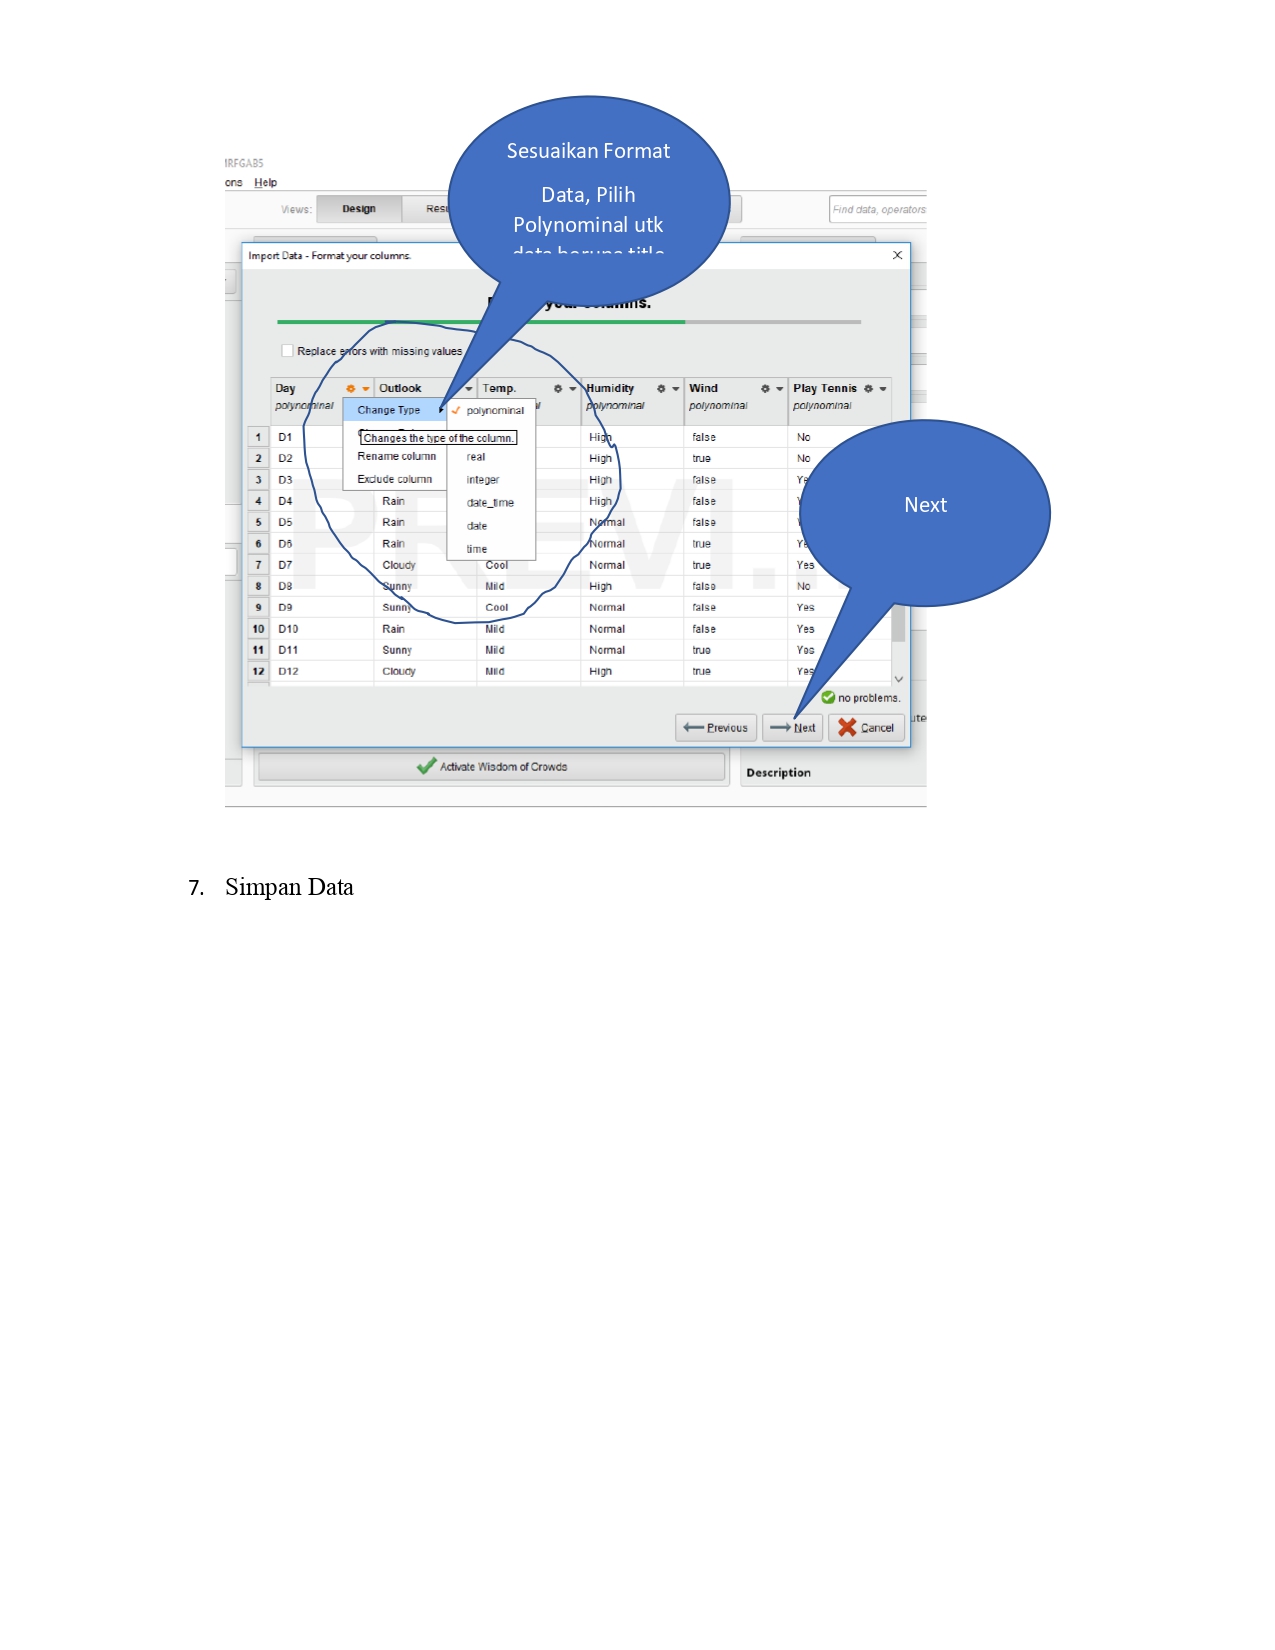 Sesuaikan Format
Data, Pilih
Polynominal utk
data berupa title
MRFGAB5
ons Help
Views: Design Resu
Find data, operators
Import Data - Format your columns.
your columns.
Replace errors with missing values
Day Outlook Temp. Humidity Wind Play Tennis
polynominal polynominal polynominal polynominal
Change Type polynominal
Changes the type of the column.
Rename column real
Exclude column integer
date_time
date
time
1 D1 High false No
2 D2 High true No
3 D3 High false Ye
4 D4 Rain High false
5 D5 Rain Normal false
6 D6 Rain Normal true Ye
7 D7 Cloudy Cool Normal true Yes
8 D8 Sunny Mild High false No
9 D9 Sunny Cool Normal false Yes
10 D10 Rain Mild Normal false Yes
11 D11 Sunny Mild Normal true Yes
12 D12 Cloudy Mild High true Yes
Next
no problems.
Previous Next Cancel
Activate Wisdom of Crowds
Description
PREVI..
7. Simpan Data